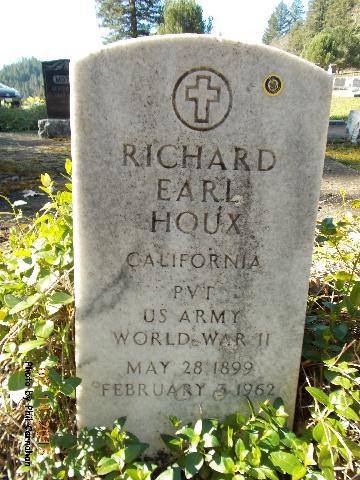 RICHARD
EARL
HOUX
CALIFORNIA
PVT
US ARMY
WORLD WAR II
MAY 28 1899
FEBRUARY 3 1962